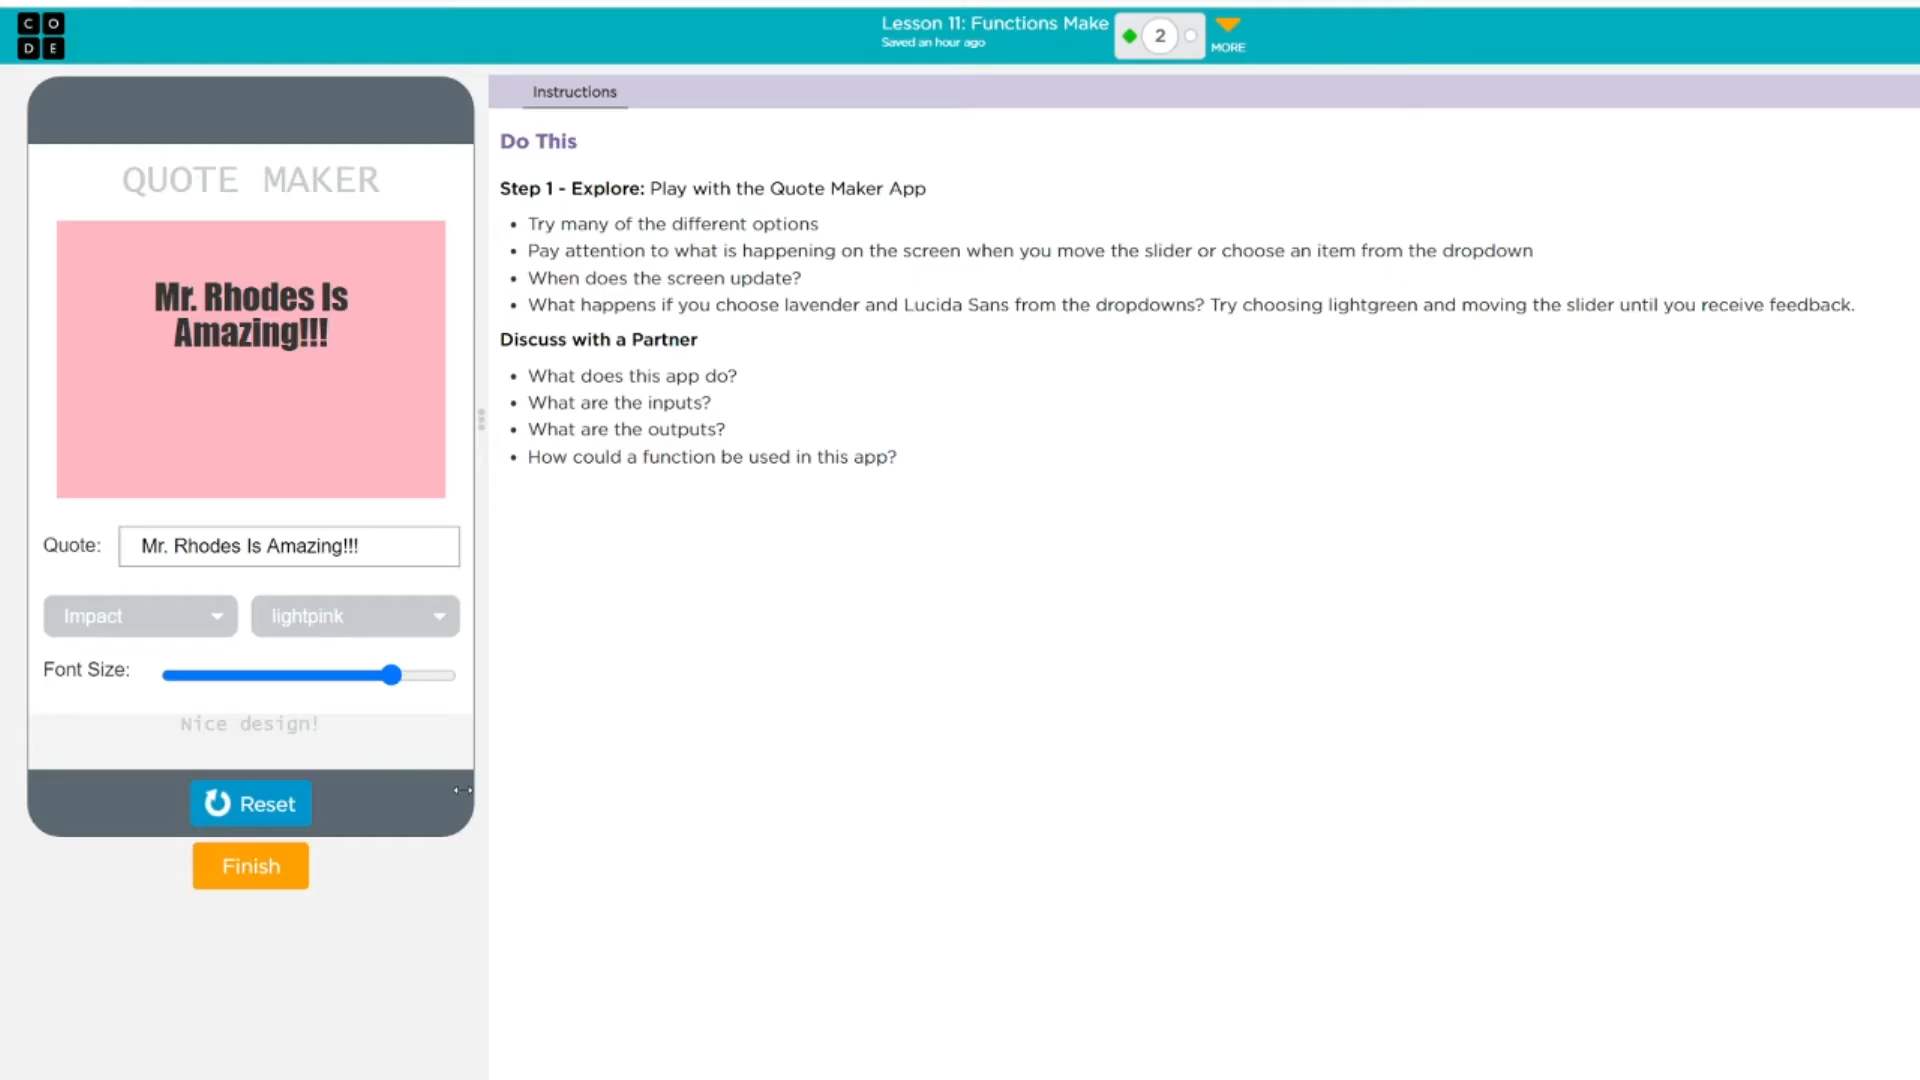 CO
DE
Lesson 11: Functions Make
Saved an hour ago
2
MORE
QUOTE MAKER
Mr. Rhodes Is
Amazing!!!
Quote:
Mr. Rhodes Is Amazing!!!
Impact
lightpink
Font Size:
Nice design!
Reset
Finish
Instructions
Do This
Step 1 - Explore: Play with the Quote Maker App
• Try many of the different options
• Pay attention to what is happening on the screen when you move the slider or choose an item from the dropdown
• When does the screen update?
• What happens if you choose lavender and Lucida Sans from the dropdowns? Try choosing lightgreen and moving the slider until you receive feedback.
Discuss with a Partner
• What does this app do?
• What are the inputs?
• What are the outputs?
• How could a function be used in this app?